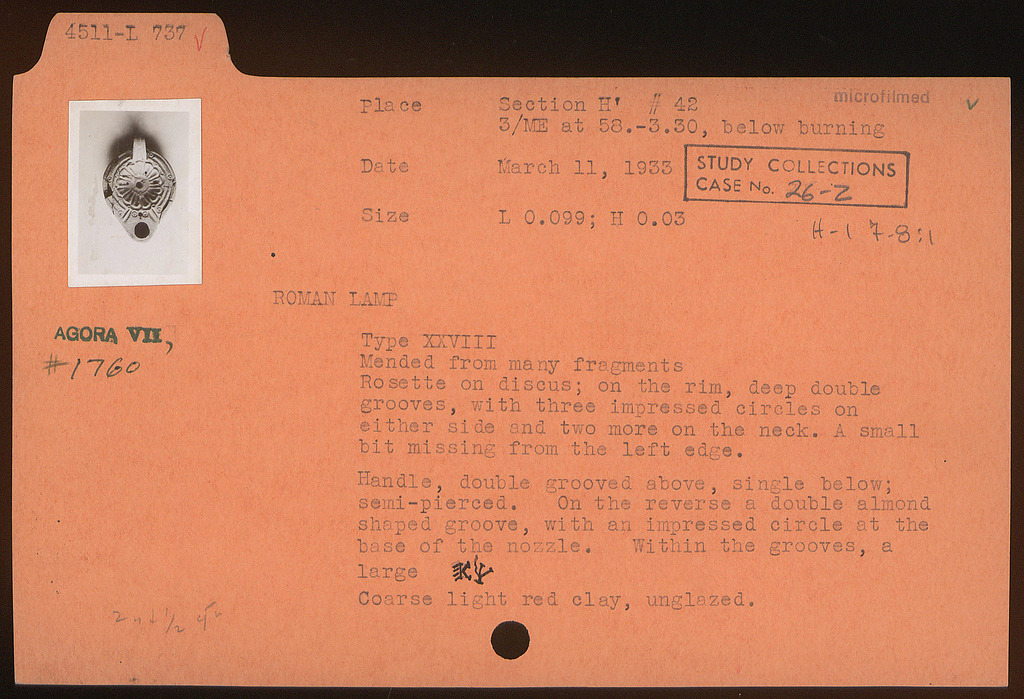 4511-L 737 √
microfilmed √
Place Section H' # 42
3/ME at 58.-3.30, below burning
Date March 11, 1933
STUDY COLLECTIONS
CASE No. 26-Z
Size L 0.099; H 0.03
H-1 7-8:1
ROMAN LAMP
AGORA VII,
#1760
Type XXVIII
Mended from many fragments
Rosette on discus; on the rim, deep double
grooves, with three impressed circles on
either side and two more on the neck. A small
bit missing from the left edge.
Handle, double grooved above, single below;
semi-pierced. On the reverse a double almond
shaped groove, with an impressed circle at the
base of the nozzle. Within the grooves, a
large
Coarse light red clay, unglazed.
2nd 1/2